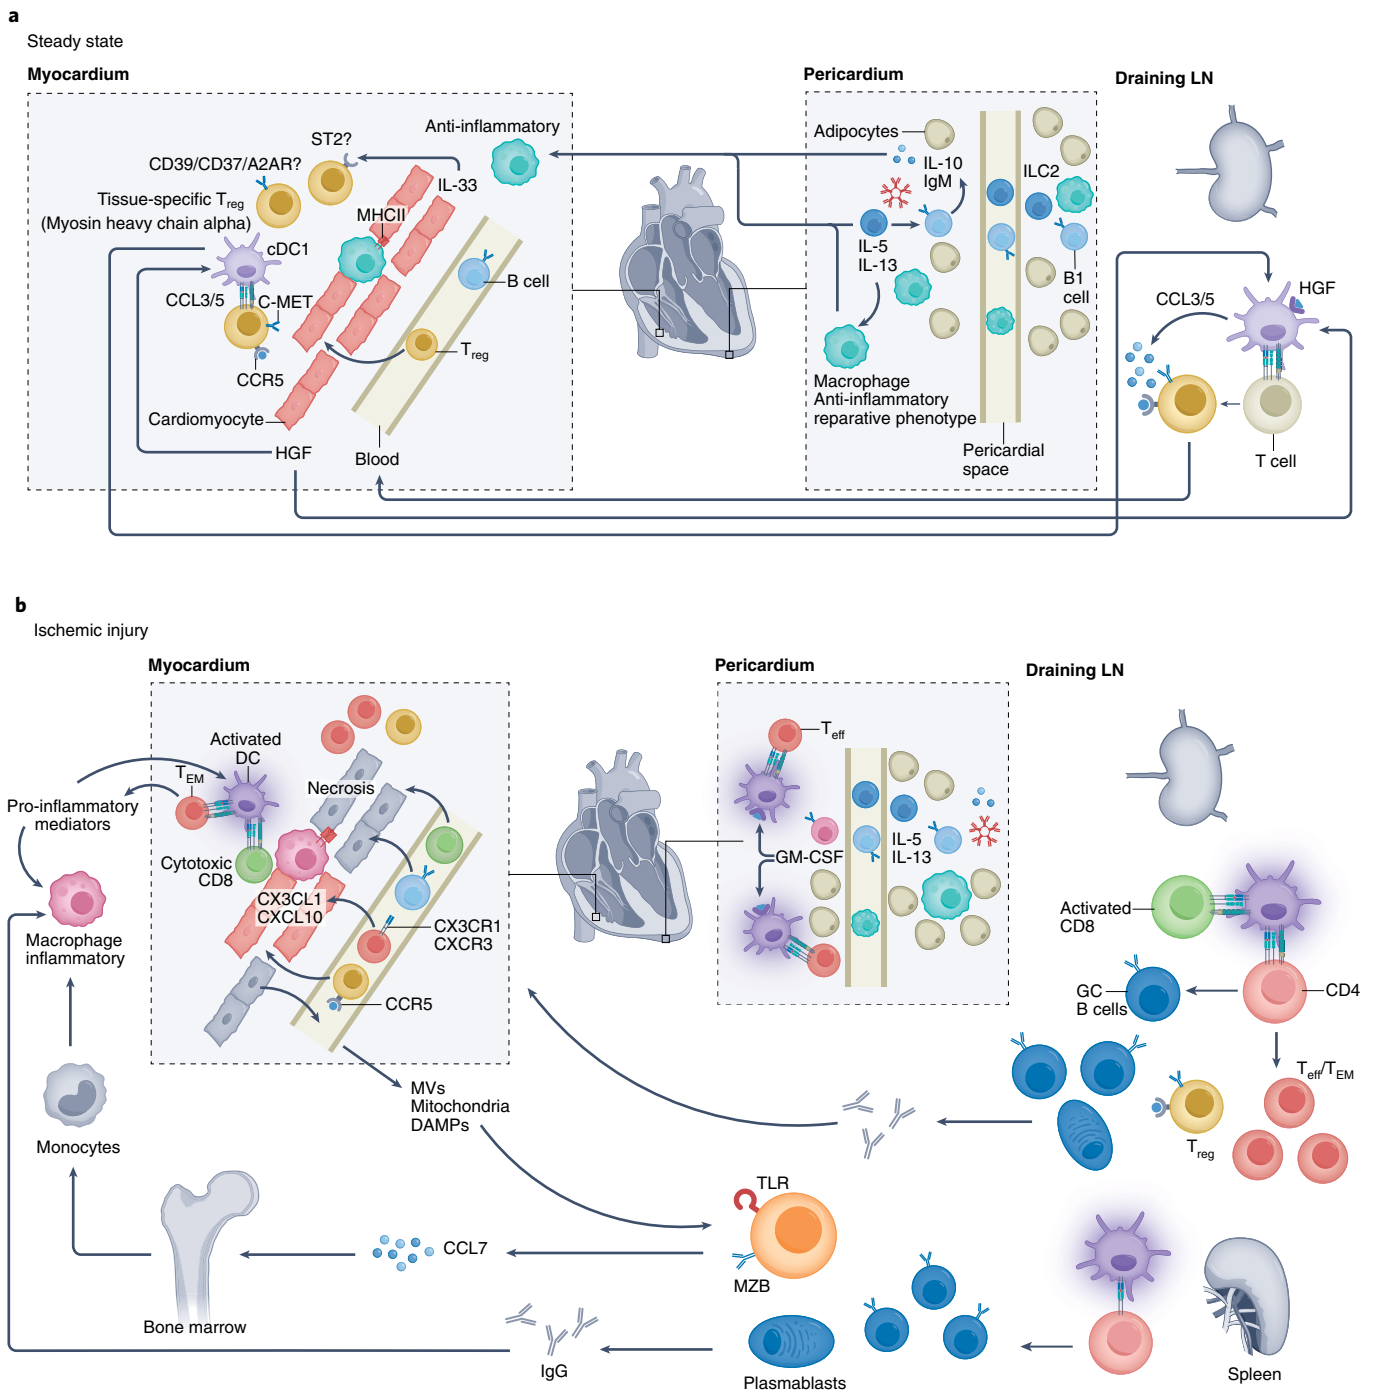 a
Steady state
Myocardium
Pericardium
Draining LN
Anti-inflammatory
ST2?
CD39/CD37/A2AR?
IL-33
Tissue-specific Treg
(Myosin heavy chain alpha)
MHCII
cDC1
CCL3/5
C-MET
B cell
Treg
CCR5
Cardiomyocyte
HGF
Blood
Adipocytes
IL-10
IgM
ILC2
IL-5
IL-13
B1
cell
Macrophage
Anti-inflammatory
reparative phenotype
Pericardial
space
CCL3/5
HGF
T cell
b
Ischemic injury
Myocardium
Pericardium
Draining LN
Activated
DC
TEM
Necrosis
Pro-inflammatory
mediators
Cytotoxic
CD8
CX3CL1
CXCL10
CX3CR1
CXCR3
CCR5
Macrophage
inflammatory
Monocytes
MVs
Mitochondria
DAMPs
Teff
GM-CSF
IL-5
IL-13
Activated
CD8
GC
B cells
CD4
Teff/TEM
Treg
TLR
MZB
CCL7
Bone marrow
IgG
Plasmablasts
Spleen